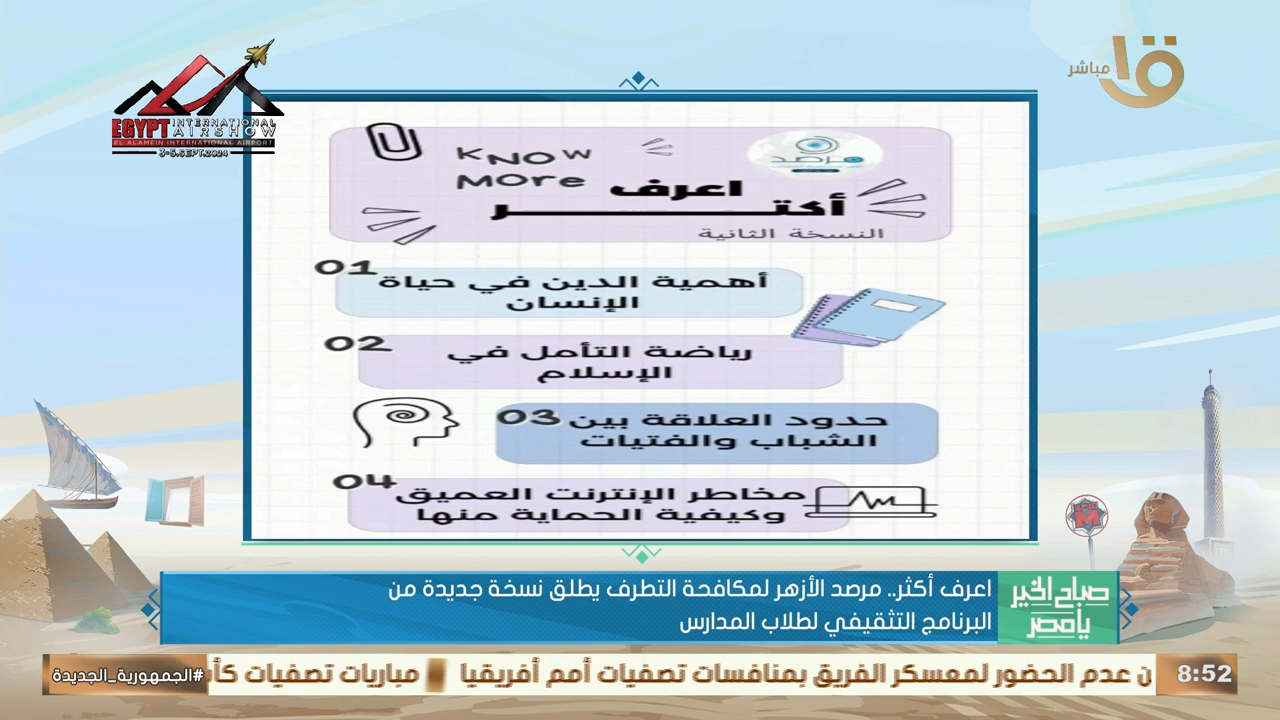 مباشر
EGYPT INTERNATIONAL AIRSHOW
EL ALAMEIN INTERNATIONAL AIRPORT
3-5.SEPT.2024
KNOW MORE
مرصد
اعرف
أكتـــــر
النسخة الثانية
01
أهمية الدين في حياة
الإنسان
02
رياضة التأمل في
الإسلام
03
حدود العلاقة بين
الشباب والفتيات
04
مخاطر الإنترنت العميق
وكيفية الحماية منها
صباح الخير
يا مصر
اعرف أكثر.. مرصد الأزهر لمكافحة التطرف يطلق نسخة جديدة من
البرنامج التثقيفي لطلاب المدارس
8:52
عدم الحضور لمعسكر الفريق بمنافسات تصفيات أمم أفريقيا
مباريات تصفيات
#الجمهورية_الجديدة